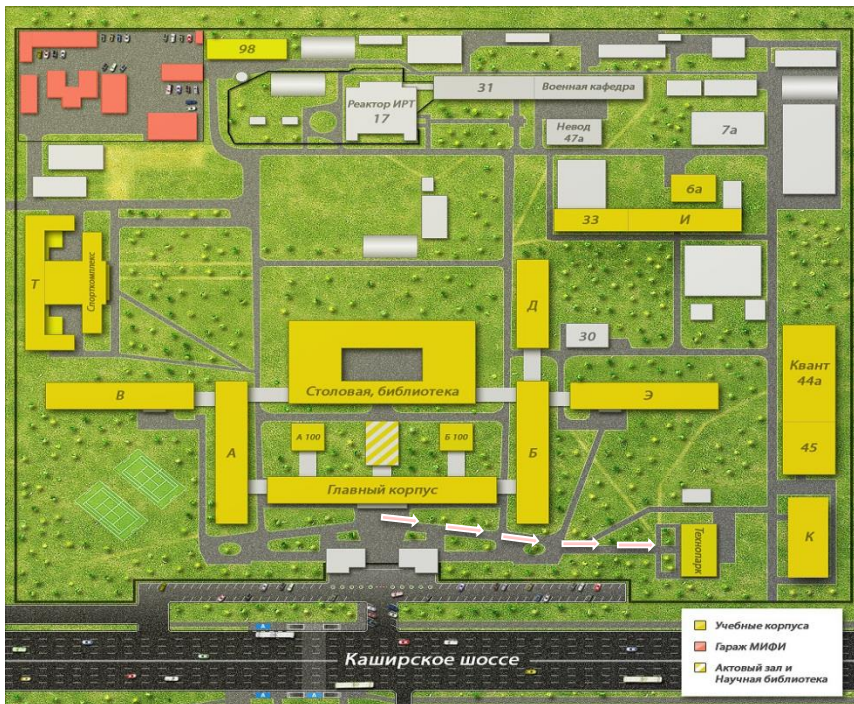 98
Реактор ИРТ
17
31
Военная кафедра
Невод
47а
7а
6а
33
И
Т
Спорткомплекс
Д
30
Квант
44а
45
Столовая, библиотека
В
Э
А
А 100
Б 100
Б
Главный корпус
Технопарк
К
Каширское шоссе
А
А
А
Учебные корпуса
Гараж МИФИ
Актовый зал и
Научная библиотека